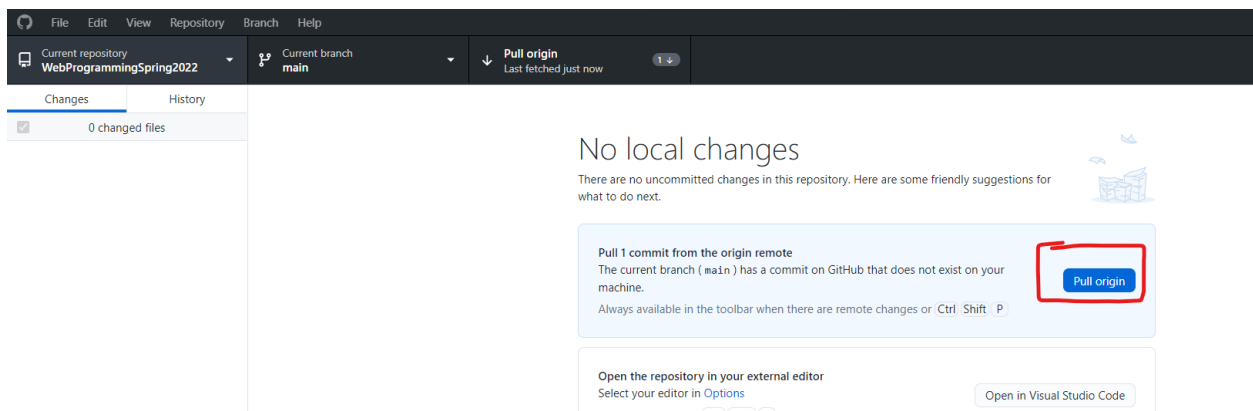 File Edit View Repository Branch Help
Current repository
WebProgrammingSpring2022
Current branch
main
Pull origin
Last fetched just now
1
Changes History
0 changed files
No local changes
There are no uncommitted changes in this repository. Here are some friendly suggestions for
what to do next.
Pull 1 commit from the origin remote
The current branch ( main ) has a commit on GitHub that does not exist on your
machine.
Always available in the toolbar when there are remote changes or Ctrl Shift P
Pull origin
Open the repository in your external editor
Select your editor in Options
Open in Visual Studio Code